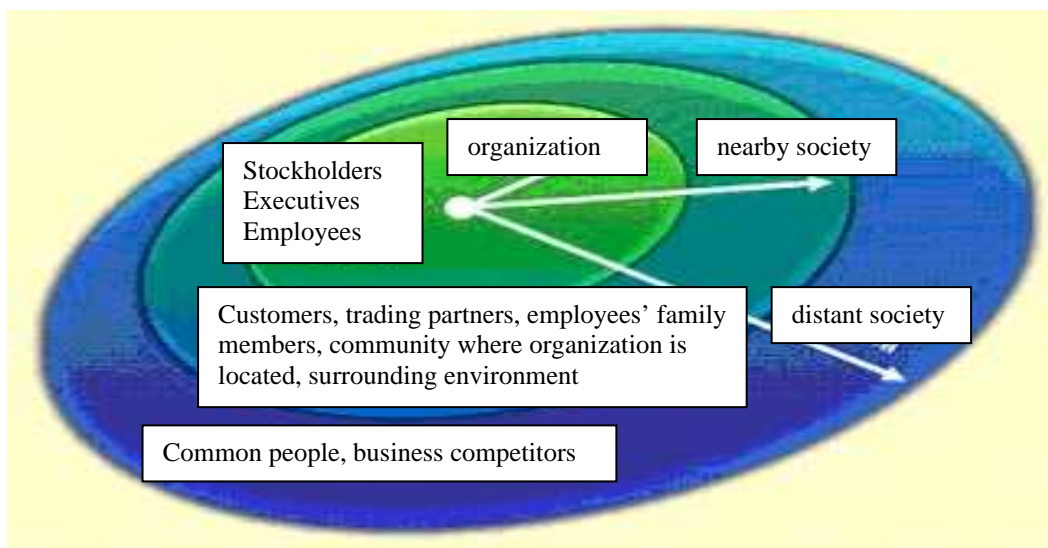 organization
nearby society
Stockholders
Executives
Employees
Customers, trading partners, employees’ family
members, community where organization is
located, surrounding environment
distant society
Common people, business competitors